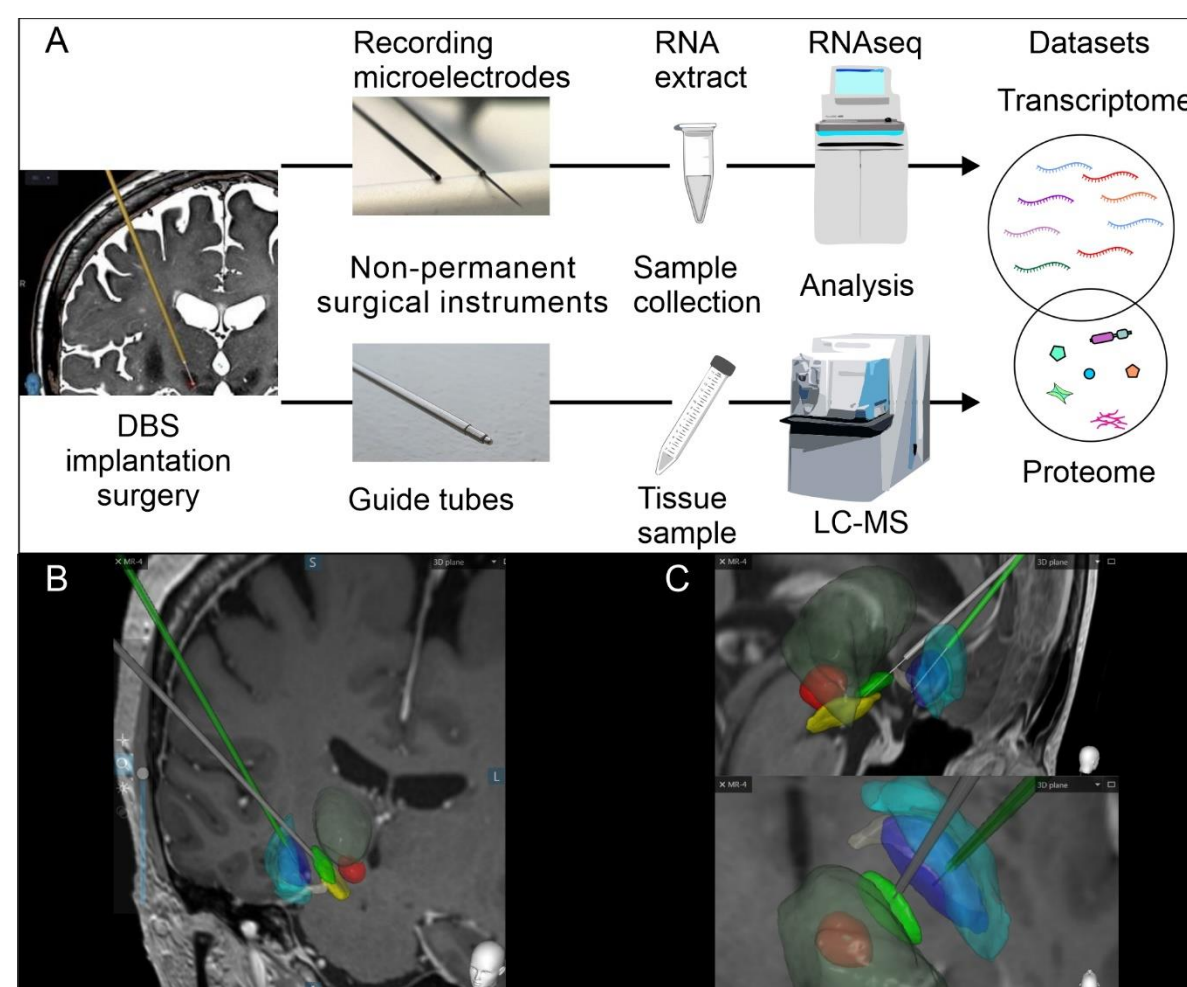 A
Recording
microelectrodes
RNA
extract
RNAseq
Datasets
Transcriptome
R
Non-permanent
surgical instruments
Sample
collection
Analysis
DBS
implantation
surgery
Guide tubes
Tissue
sample
LC-MS
Proteome
B
× MR-4
S
3D plane
L
C
× MR-4
3D plane
× MR-4
3D plane